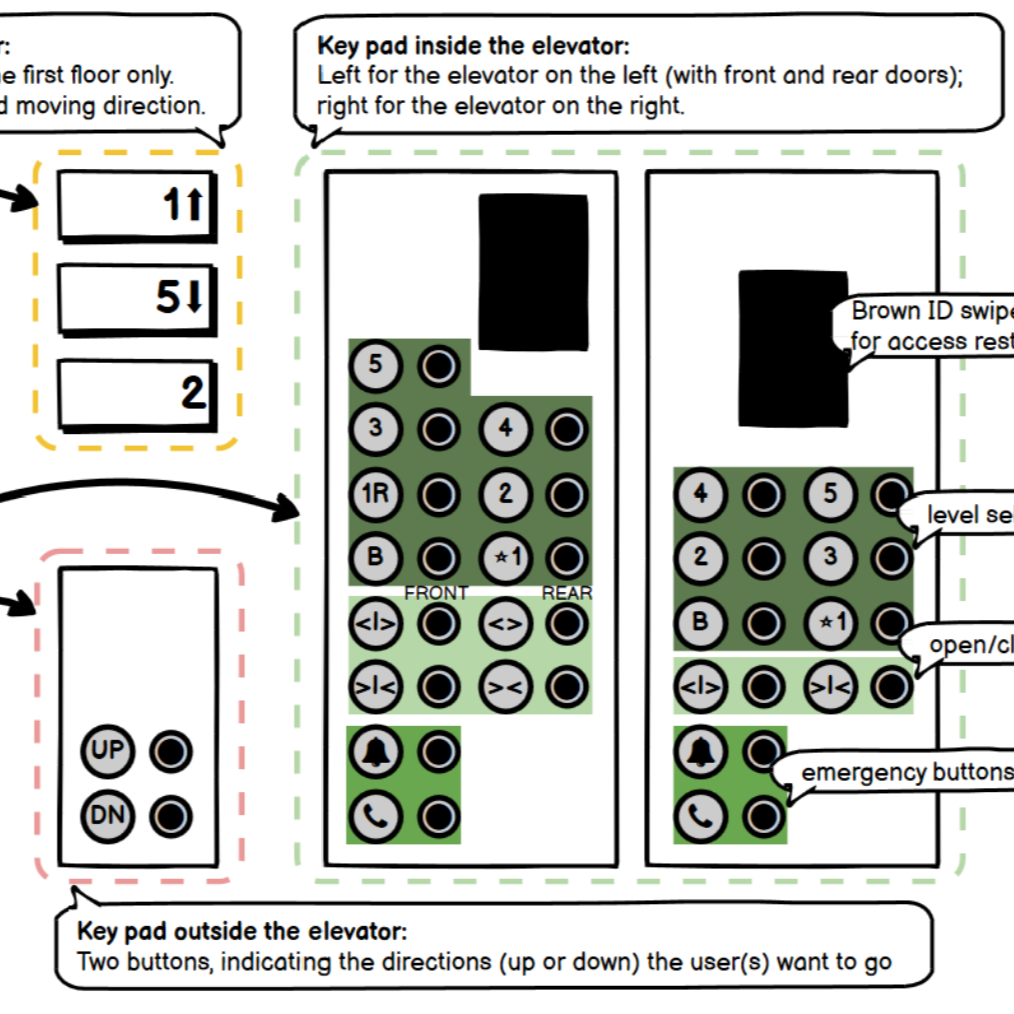 r:
e first floor only.
d moving direction.
Key pad inside the elevator:
Left for the elevator on the left (with front and rear doors);
right for the elevator on the right.
1⬆
5⬇
2
UP
DN
5
3 4
1R 2
B ⋆1
FRONT REAR
<|> <>
>|< ><
4 5
2 3
B ⋆1
<|> >|<
Brown ID swipe
for access rest
level sel
open/cl
emergency buttons
Key pad outside the elevator:
Two buttons, indicating the directions (up or down) the user(s) want to go